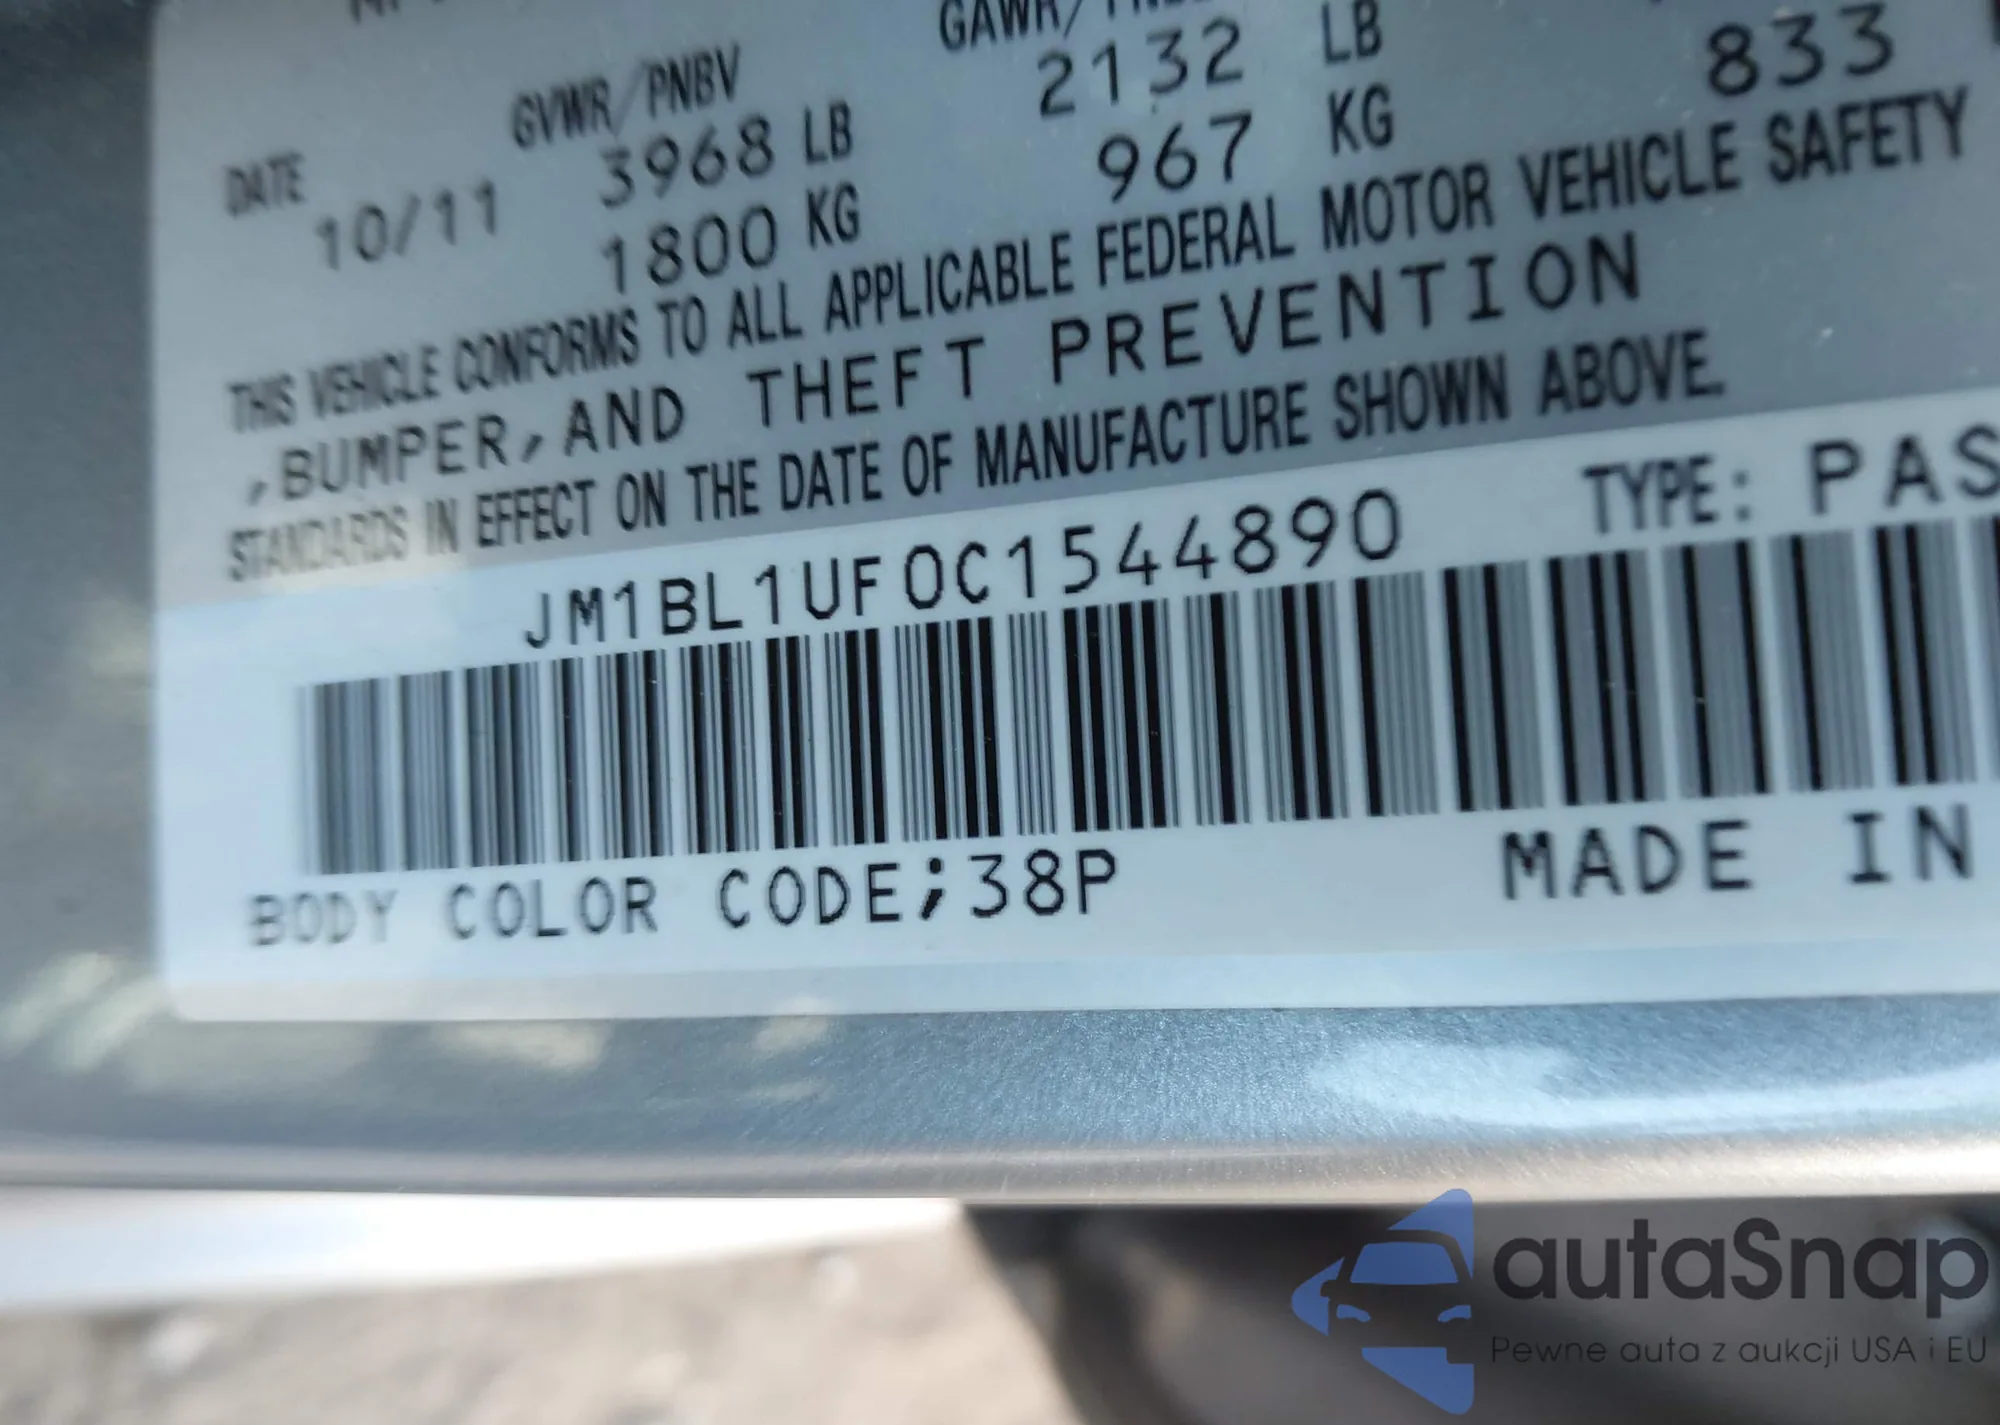 GVWR/PNBV
GAWR/
DATE
10/11
3968 LB
1800 KG
2132 LB
967 KG
833
THIS VEHICLE CONFORMS TO ALL APPLICABLE FEDERAL MOTOR VEHICLE SAFETY
,BUMPER,AND THEFT PREVENTION
STANDARDS IN EFFECT ON THE DATE OF MANUFACTURE SHOWN ABOVE.
JM1BL1UF0C1544890
TYPE: PAS
BODY COLOR CODE;38P
MADE IN
autaSnap
Pewne auta z aukcji USA i EU